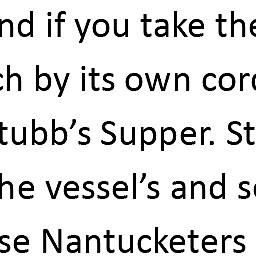 nd if you take the
ch by its own cord
tubb's Supper. St
he vessel's and s
se Nantucketers